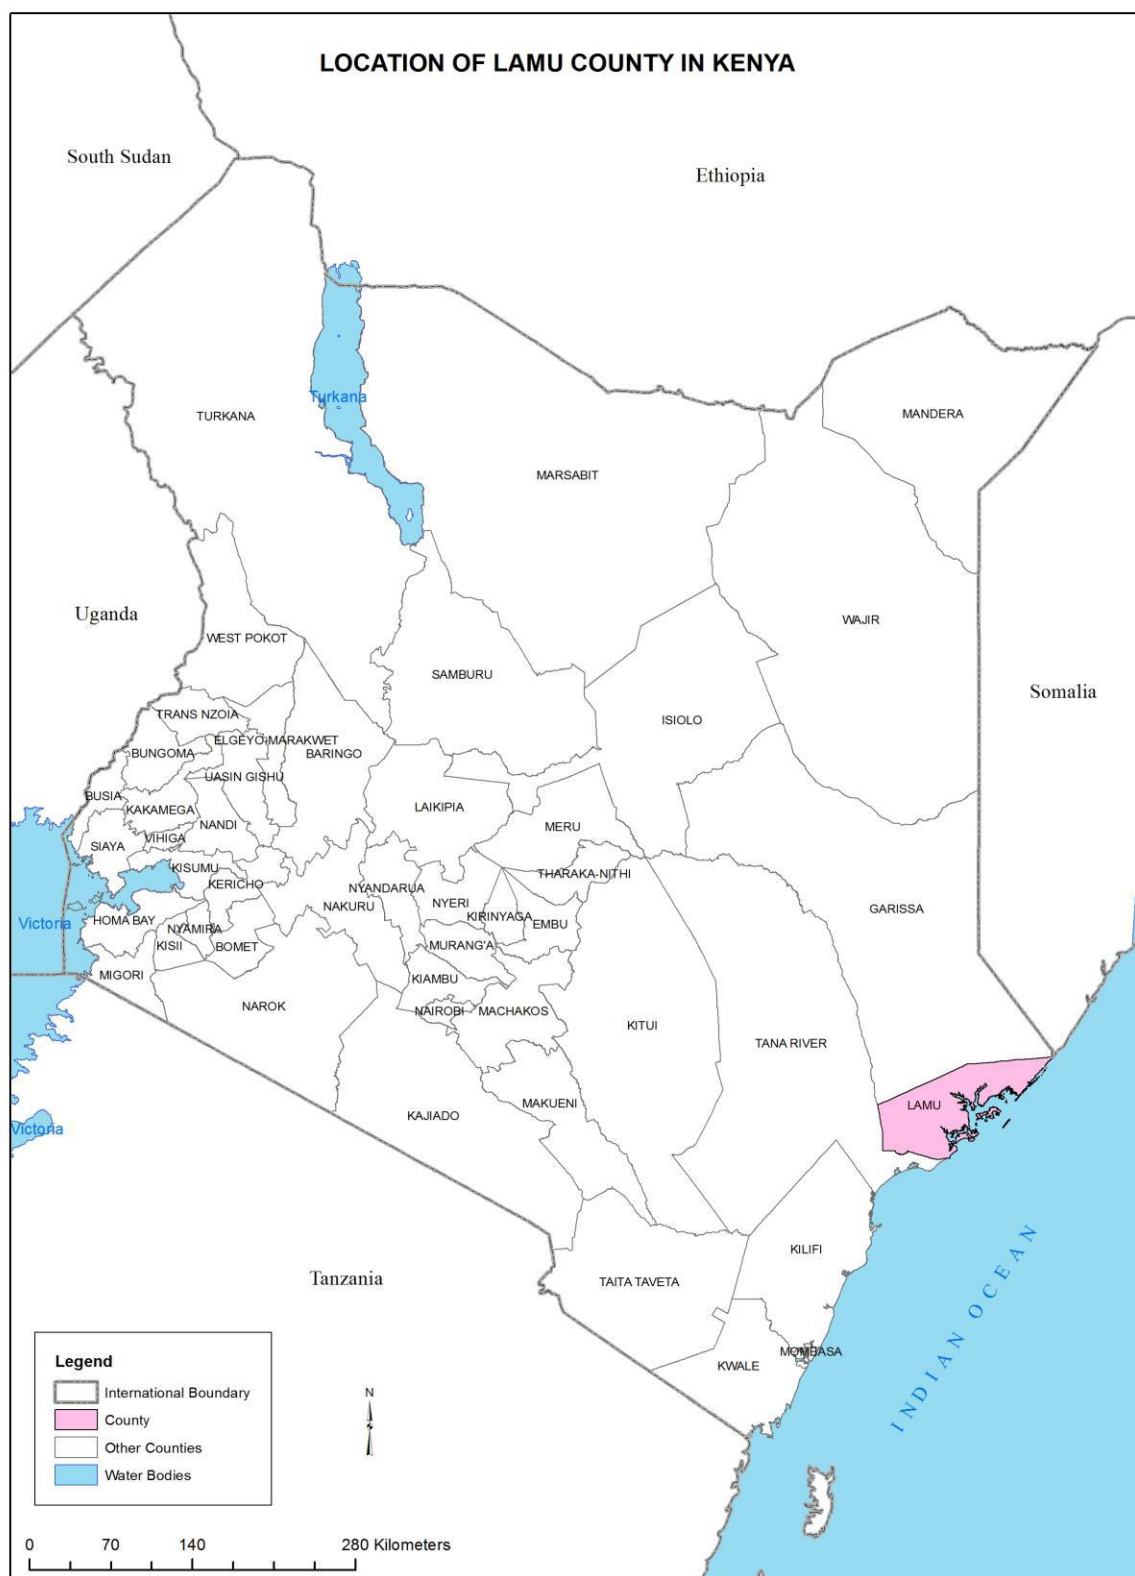 LOCATION OF LAMU COUNTY IN KENYA
South Sudan
Ethiopia
Turkana
TURKANA
MANDERA
MARSABIT
Uganda
WAJIR
WEST POKOT
SAMBURU
Somalia
TRANS NZOIA
ISIOLO
ELGEYO-MARAKWET
BUNGOMA
BARINGO
UASIN GISHU
BUSIA
KAKAMEGA
LAIKIPIA
NANDI
MERU
VIHIGA
SIAYA
KISUMU
THARAKA-NITHI
KERICHO
NYANDARUA
NYERI
NAKURU
GARISSA
KIRINYAGA
HOMA BAY
Victoria
EMBU
NYAMIRA
KISII
BOMET
MURANG'A
MIGORI
KIAMBU
NAROK
NAIROBI
MACHAKOS
KITUI
TANA RIVER
MAKUENI
LAMU
KAJIADO
Victoria
KILIFI
Tanzania
TAITA TAVETA
INDIAN OCEAN
MOMBASA
KWALE
Legend
International Boundary
County
Other Counties
Water Bodies
N
0 70 140 280 Kilometers